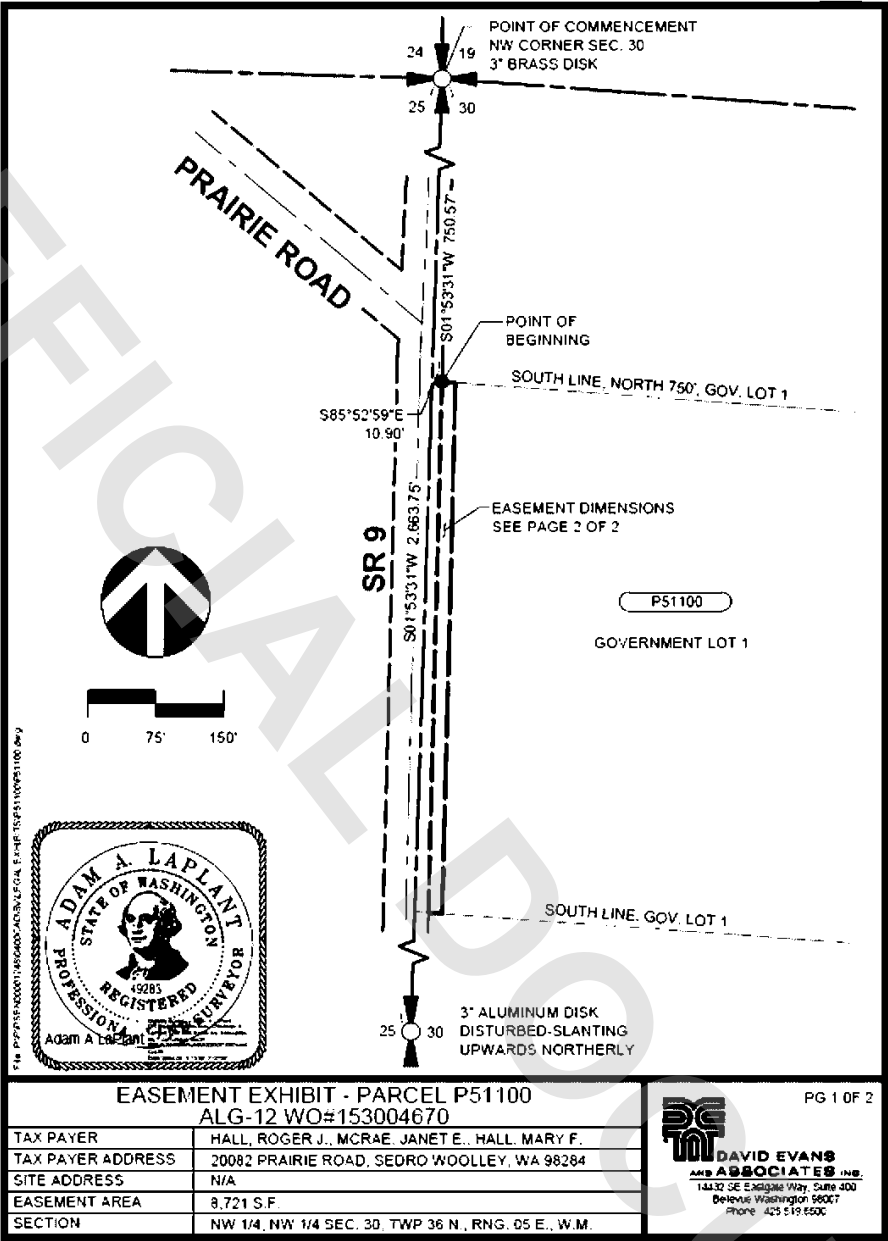 POINT OF COMMENCEMENT
NW CORNER SEC. 30
3" BRASS DISK
24 19
25 30
PRAIRIE ROAD
S01°53'31"W 750.57'
POINT OF
BEGINNING
SOUTH LINE, NORTH 750', GOV. LOT 1
S85°52'59"E
10.90'
EASEMENT DIMENSIONS
SEE PAGE 2 OF 2
SR 9
S01°53'31"W 2,663.75'
P51100
GOVERNMENT LOT 1
0 75' 150'
ADAM A. LAPLANT
STATE OF WASHINGTON
49283
REGISTERED
PROFESSIONAL SURVEYOR
Adam A LaPlant
SOUTH LINE, GOV. LOT 1
25 30
3" ALUMINUM DISK
DISTURBED-SLANTING
UPWARDS NORTHERLY
EASEMENT EXHIBIT - PARCEL P51100
ALG-12 WO#153004670
TAX PAYER HALL, ROGER J., MCRAE, JANET E., HALL, MARY F.
TAX PAYER ADDRESS 20082 PRAIRIE ROAD, SEDRO WOOLLEY, WA 98284
SITE ADDRESS N/A
EASEMENT AREA 8,721 S.F.
SECTION NW 1/4, NW 1/4 SEC. 30, TWP 36 N., RNG. 05 E., W.M.
PG 1 OF 2
DAVID EVANS
AND ASSOCIATES INC.
14432 SE Eastgate Way, Suite 400
Bellevue Washington 98007
Phone: 425.519.6500